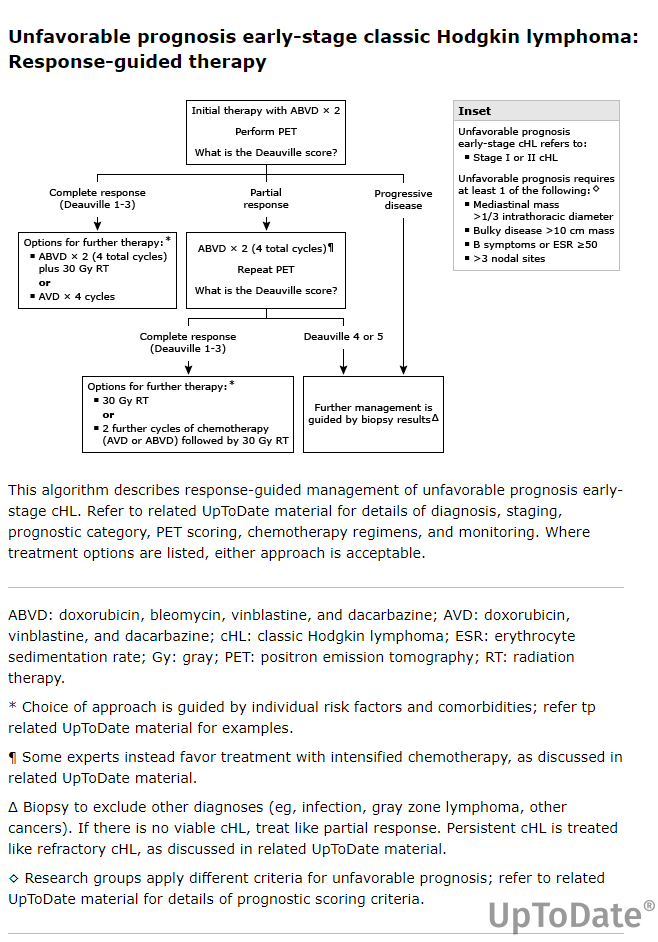 Unfavorable prognosis early-stage classic Hodgkin lymphoma:
Response-guided therapy
Initial therapy with ABVD × 2
Perform PET
What is the Deauville score?
Inset
Unfavorable prognosis
early-stage cHL refers to:
▪ Stage I or II cHL
Unfavorable prognosis requires
at least 1 of the following:◇
▪ Mediastinal mass
>1/3 intrathoracic diameter
▪ Bulky disease >10 cm mass
▪ B symptoms or ESR ≥50
▪ >3 nodal sites
Complete response
(Deauville 1-3)
Partial
response
Progressive
disease
Options for further therapy:*
▪ ABVD × 2 (4 total cycles)
plus 30 Gy RT
or
▪ AVD × 4 cycles
ABVD × 2 (4 total cycles)¶
Repeat PET
What is the Deauville score?
Complete response
(Deauville 1-3)
Deauville 4 or 5
Options for further therapy:*
▪ 30 Gy RT
or
▪ 2 further cycles of chemotherapy
(AVD or ABVD) followed by 30 Gy RT
Further management is
guided by biopsy resultsΔ
This algorithm describes response-guided management of unfavorable prognosis early-
stage cHL. Refer to related UpToDate material for details of diagnosis, staging,
prognostic category, PET scoring, chemotherapy regimens, and monitoring. Where
treatment options are listed, either approach is acceptable.
ABVD: doxorubicin, bleomycin, vinblastine, and dacarbazine; AVD: doxorubicin,
vinblastine, and dacarbazine; cHL: classic Hodgkin lymphoma; ESR: erythrocyte
sedimentation rate; Gy: gray; PET: positron emission tomography; RT: radiation
therapy.
* Choice of approach is guided by individual risk factors and comorbidities; refer tp
related UpToDate material for examples.
¶ Some experts instead favor treatment with intensified chemotherapy, as discussed in
related UpToDate material.
Δ Biopsy to exclude other diagnoses (eg, infection, gray zone lymphoma, other
cancers). If there is no viable cHL, treat like partial response. Persistent cHL is treated
like refractory cHL, as discussed in related UpToDate material.
◇ Research groups apply different criteria for unfavorable prognosis; refer to related
UpToDate material for details of prognostic scoring criteria.
UpToDate®